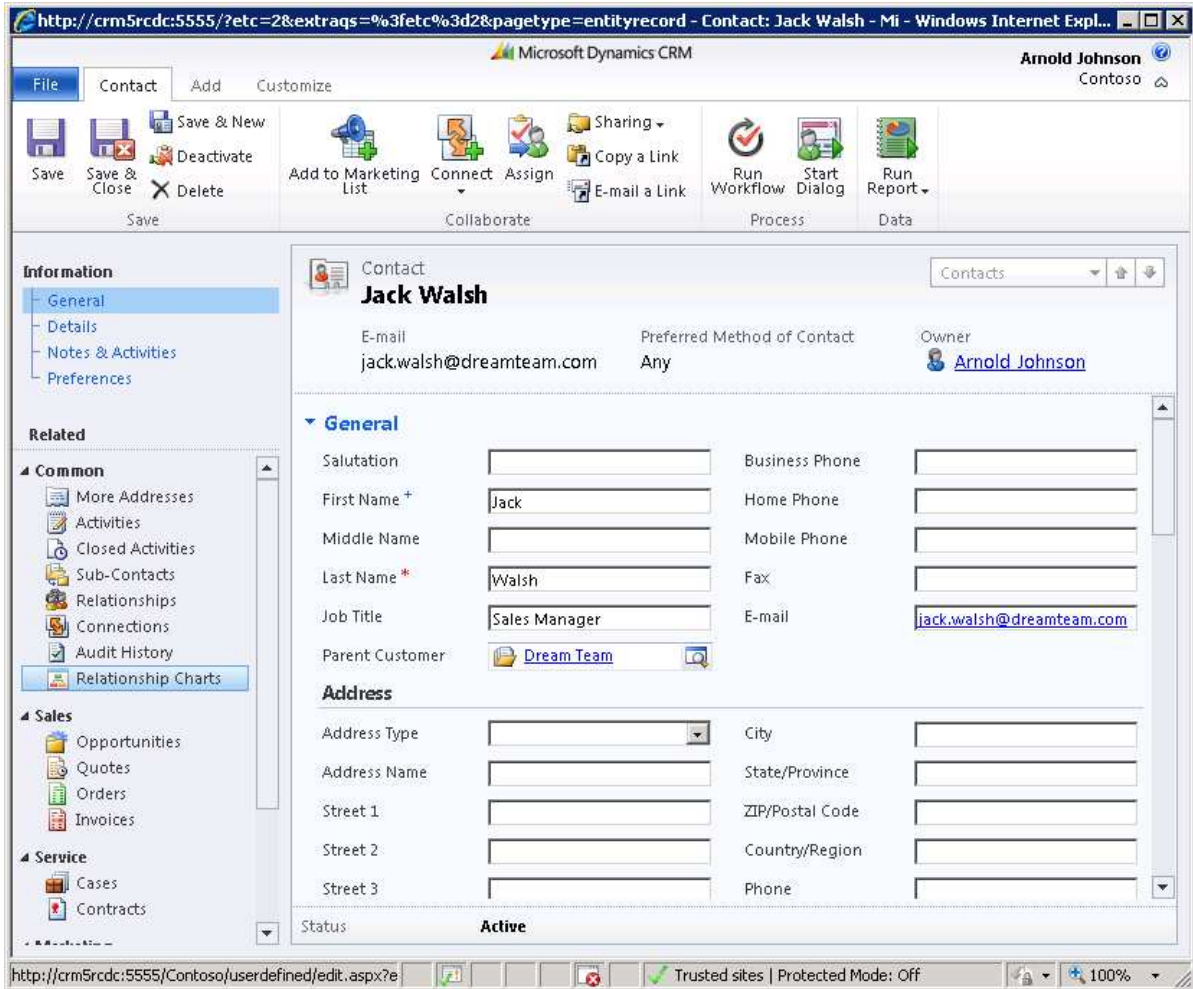 http://crm5rcdc:5555/?etc=2&extraqs=%3fetc%3d2&pagetype=entityrecord - Contact: Jack Walsh - Mi - Windows Internet Expl...
Microsoft Dynamics CRM
Arnold Johnson
Contoso
File Contact Add Customize
Save
Save & Close
Save & New
Deactivate
Delete
Add to Marketing List
Connect
Assign
Sharing
Copy a Link
E-mail a Link
Run Workflow
Start Dialog
Run Report
Save Collaborate Process Data
Information
General
Details
Notes & Activities
Preferences
Related
Common
More Addresses
Activities
Closed Activities
Sub-Contacts
Relationships
Connections
Audit History
Relationship Charts
Sales
Opportunities
Quotes
Orders
Invoices
Service
Cases
Contracts
Contact
Jack Walsh
Contacts
E-mail Preferred Method of Contact Owner
jack.walsh@dreamteam.com Any Arnold Johnson
General
Salutation Business Phone
First Name + Jack Home Phone
Middle Name Mobile Phone
Last Name * Walsh Fax
Job Title Sales Manager E-mail jack.walsh@dreamteam.com
Parent Customer Dream Team
Address
Address Type City
Address Name State/Province
Street 1 ZIP/Postal Code
Street 2 Country/Region
Street 3 Phone
Status Active
http://crm5rcdc:5555/Contoso/userdefined/edit.aspx?e Trusted sites | Protected Mode: Off 100%